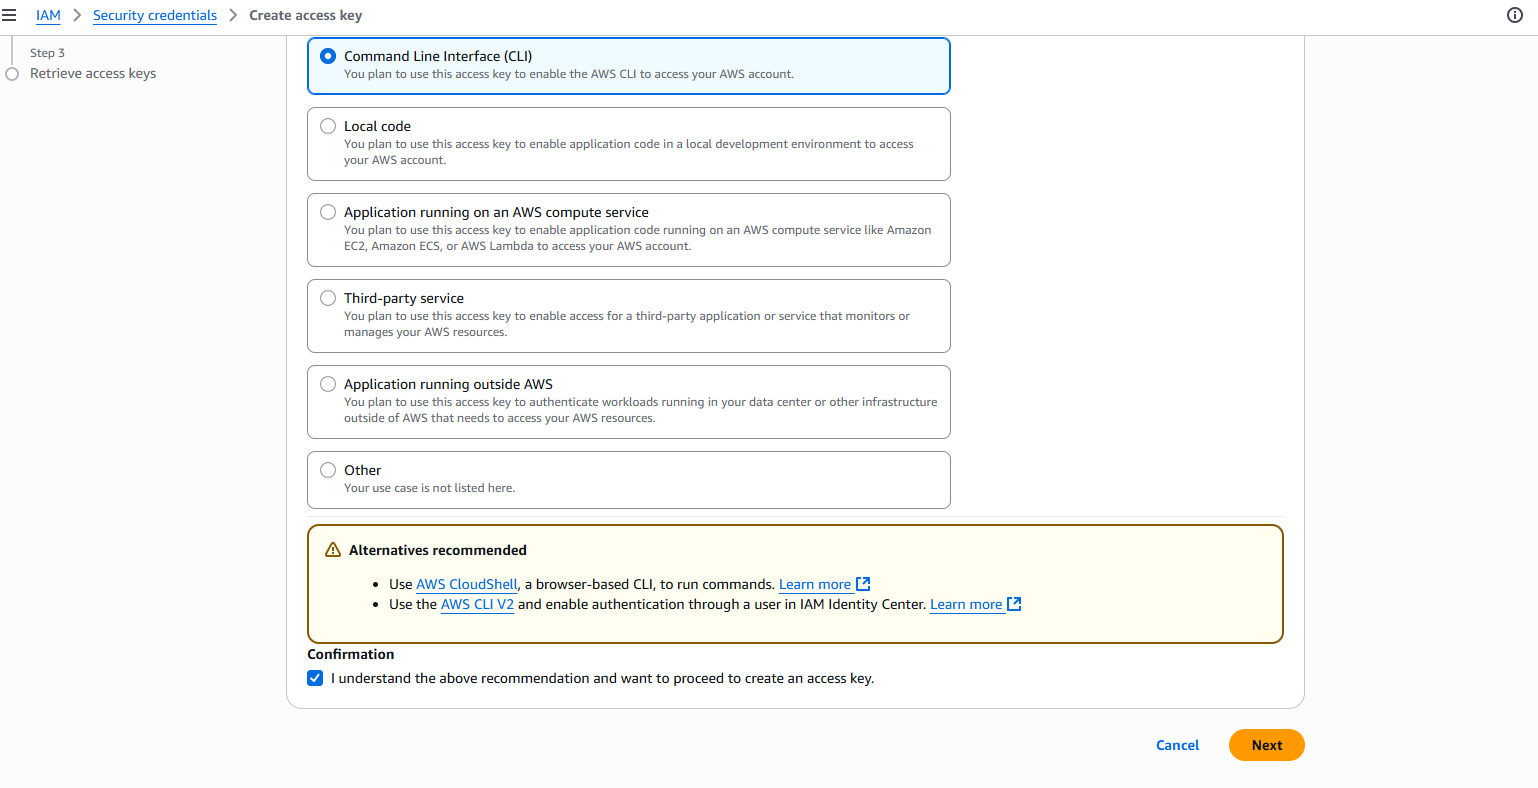 IAM > Security credentials > Create access key
Step 3
Retrieve access keys
Command Line Interface (CLI)
You plan to use this access key to enable the AWS CLI to access your AWS account.
Local code
You plan to use this access key to enable application code in a local development environment to access
your AWS account.
Application running on an AWS compute service
You plan to use this access key to enable application code running on an AWS compute service like Amazon
EC2, Amazon ECS, or AWS Lambda to access your AWS account.
Third-party service
You plan to use this access key to enable access for a third-party application or service that monitors or
manages your AWS resources.
Application running outside AWS
You plan to use this access key to authenticate workloads running in your data center or other infrastructure
outside of AWS that needs to access your AWS resources.
Other
Your use case is not listed here.
Alternatives recommended
• Use AWS CloudShell, a browser-based CLI, to run commands. Learn more
• Use the AWS CLI V2 and enable authentication through a user in IAM Identity Center. Learn more
Confirmation
I understand the above recommendation and want to proceed to create an access key.
Cancel Next